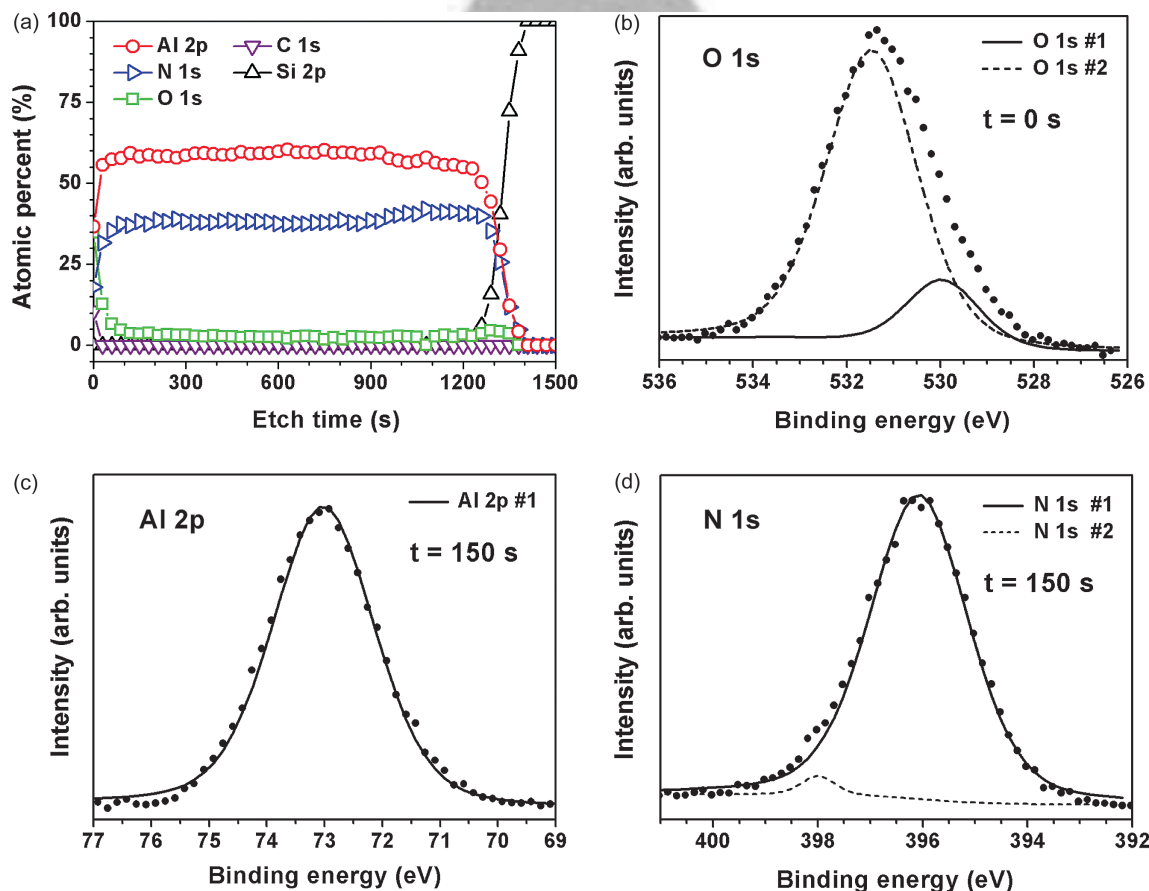 (a)
100
75
50
25
0
Atomic percent (%)
Al 2p
N 1s
O 1s
C 1s
Si 2p
0 300 600 900 1200 1500
Etch time (s)
(b)
O 1s
O 1s #1
O 1s #2
t = 0 s
Intensity (arb. units)
536 534 532 530 528 526
Binding energy (eV)
(c)
Al 2p
Al 2p #1
t = 150 s
Intensity (arb. units)
77 76 75 74 73 72 71 70 69
Binding energy (eV)
(d)
N 1s
N 1s #1
N 1s #2
t = 150 s
Intensity (arb. units)
400 398 396 394 392
Binding energy (eV)